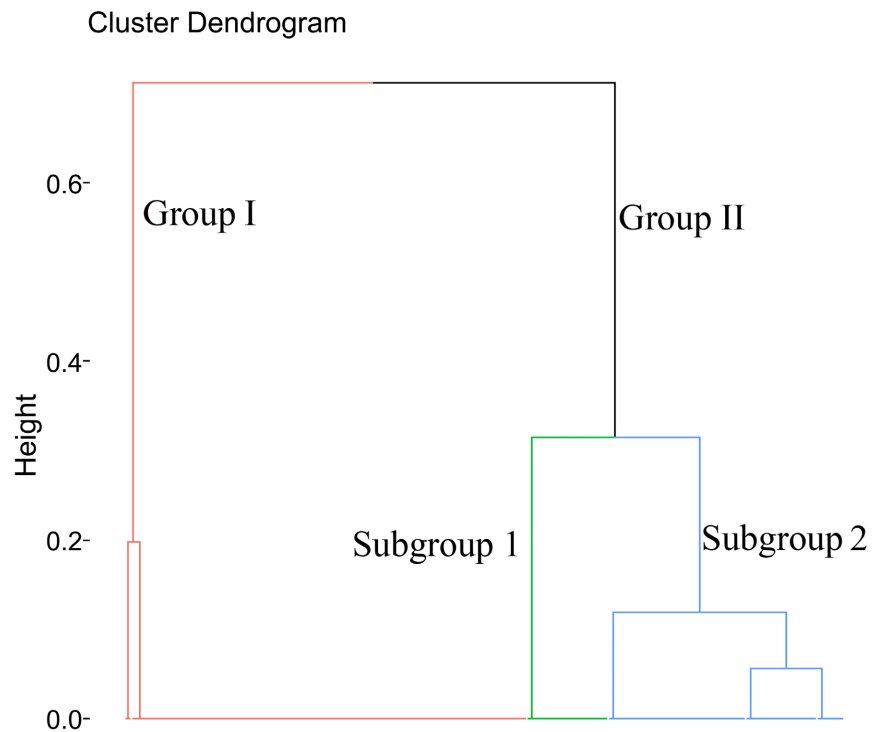 Cluster Dendrogram
0.6
Group I
Group II
0.4
Height
0.2
Subgroup 1
Subgroup 2
0.0